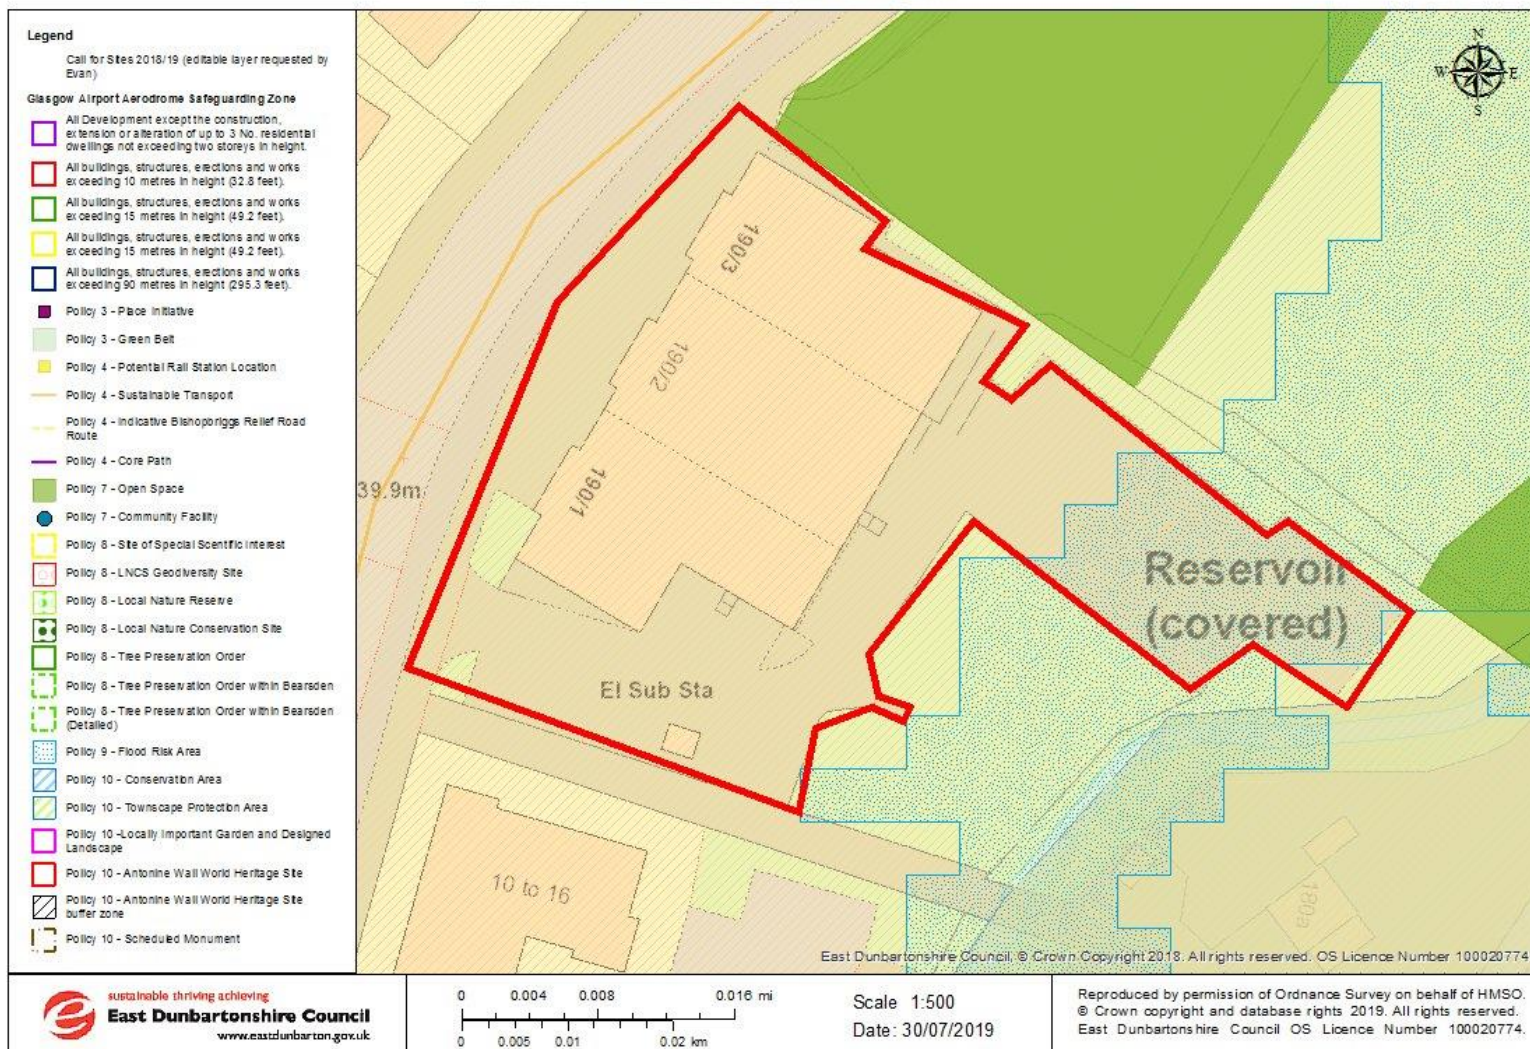 Legend
Call for Sites 2018/19 (editable layer requested by
Evan)
Glasgow Airport Aerodrome Safeguarding Zone
All Development except the construction,
extension or alteration of up to 3 No. residential
dwellings not exceeding two storeys in height.
All buildings, structures, erections and works
exceeding 10 metres in height (32.8 feet).
All buildings, structures, erections and works
exceeding 15 metres in height (49.2 feet).
All buildings, structures, erections and works
exceeding 15 metres in height (49.2 feet).
All buildings, structures, erections and works
exceeding 90 metres in height (295.3 feet).
Policy 3 - Place Initiative
Policy 3 - Green Belt
Policy 4 - Potential Rail Station Location
Policy 4 - Sustainable Transport
Policy 4 - Indicative Bishopbriggs Relief Road
Route
Policy 4 - Core Path
Policy 7 - Open Space
Policy 7 - Community Facility
Policy 8 - Site of Special Scientific Interest
Policy 8 - LNCS Geodiversity Site
Policy 8 - Local Nature Reserve
Policy 8 - Local Nature Conservation Site
Policy 8 - Tree Preservation Order
Policy 8 - Tree Preservation Order within Bearsden
Policy 8 - Tree Preservation Order within Bearsden
(Detailed)
Policy 9 - Flood Risk Area
Policy 10 - Conservation Area
Policy 10 - Townscape Protection Area
Policy 10 -Locally Important Garden and Designed
Landscape
Policy 10 - Antonine Wall World Heritage Site
Policy 10 - Antonine Wall World Heritage Site
buffer zone
Policy 10 - Scheduled Monument
N
W E
S
190/3
190/2
190/1
39.9m
Reservoir
(covered)
El Sub Sta
10 to 16
180a
East Dunbartonshire Council, © Crown Copyright 2018. All rights reserved. OS Licence Number 100020774
sustainable thriving achieving
East Dunbartonshire Council
www.eastdunbarton.gov.uk
0 0.004 0.008 0.016 mi
0 0.005 0.01 0.02 km
Scale 1:500
Date: 30/07/2019
Reproduced by permission of Ordnance Survey on behalf of HMSO.
© Crown copyright and database rights 2019. All rights reserved.
East Dunbartonshire Council OS Licence Number 100020774.